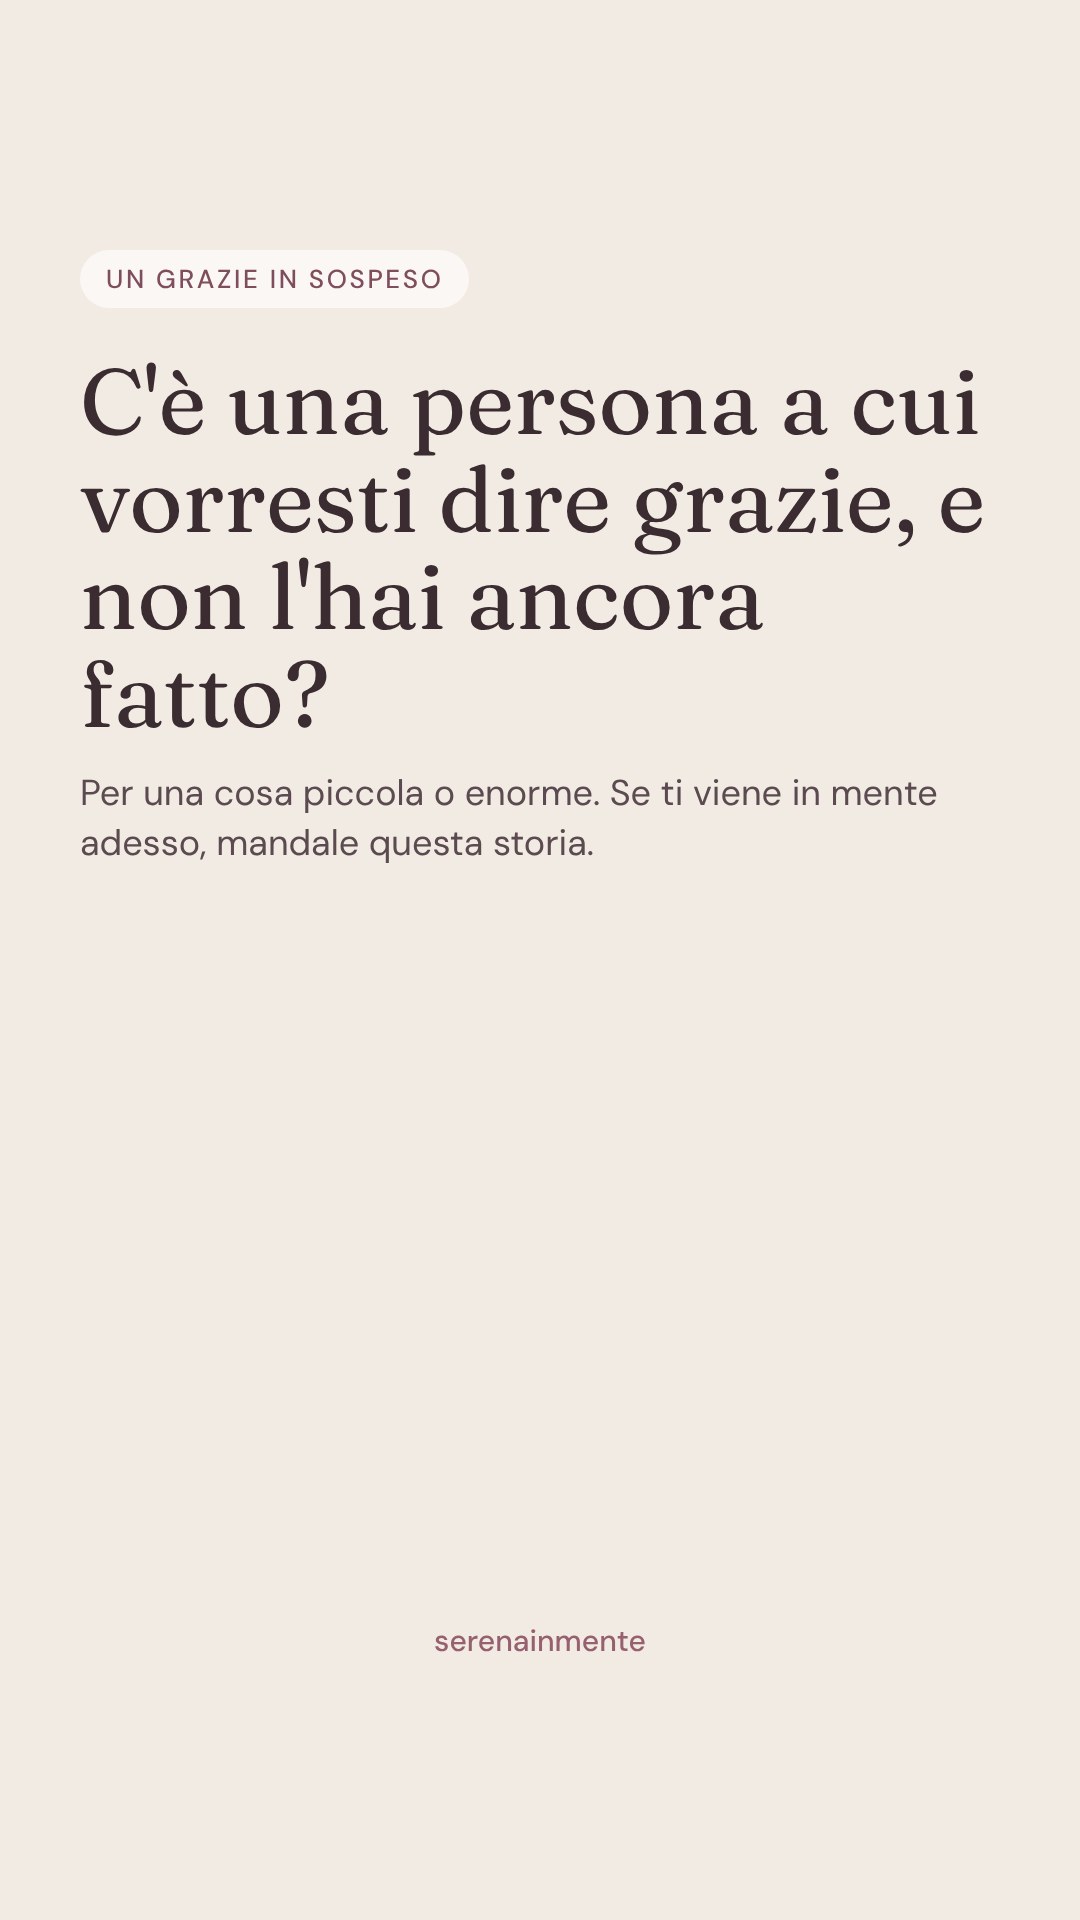 UN GRAZIE IN SOSPESO
C'è una persona a cui
vorresti dire grazie, e
non l'hai ancora
fatto?
Per una cosa piccola o enorme. Se ti viene in mente
adesso, mandale questa storia.
serenainmente